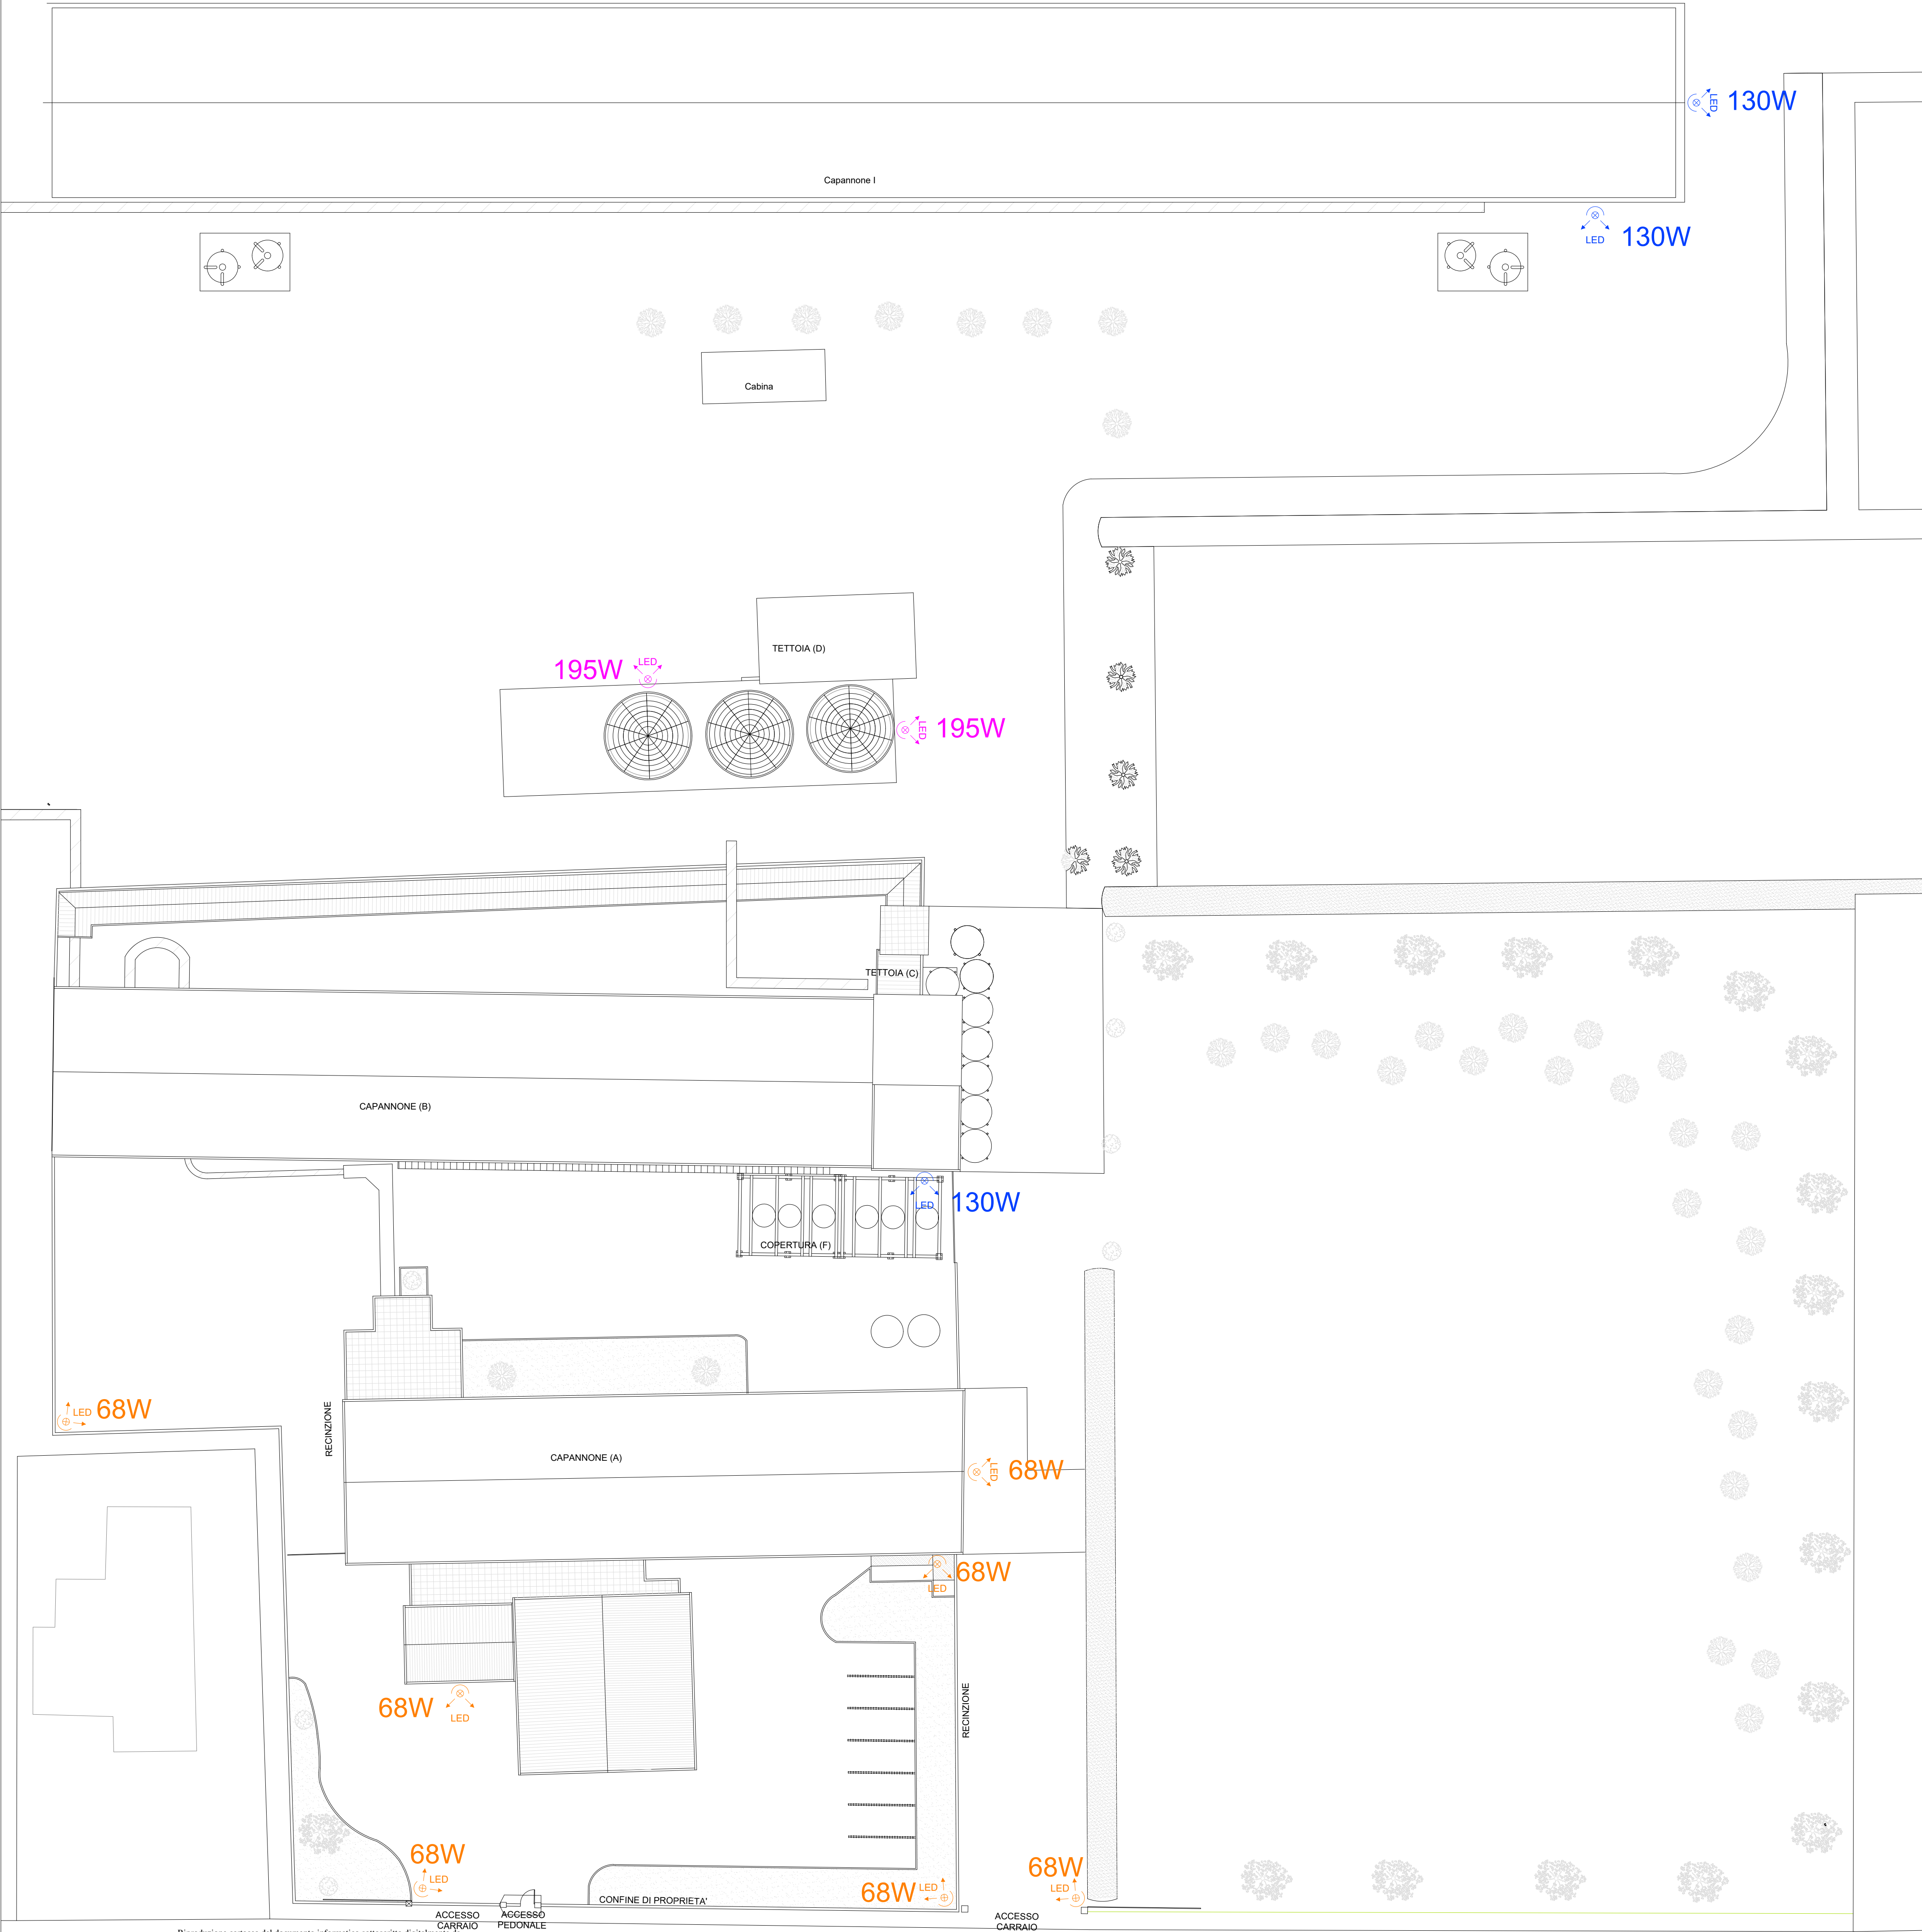 LED 130W
Capannone I
LED 130W
Cabina
TETTOIA (D)
195W LED
LED 195W
TETTOIA (C)
CAPANNONE (B)
LED 130W
COPERTURA (F)
LED 68W
RECINZIONE
CAPANNONE (A)
LED 68W
68W
LED
RECINZIONE
68W
LED
68W
LED
68W LED
68W
LED
CONFINE DI PROPRIETA'
ACCESSO
CARRAIO
ACCESSO
PEDONALE
ACCESSO
CARRAIO